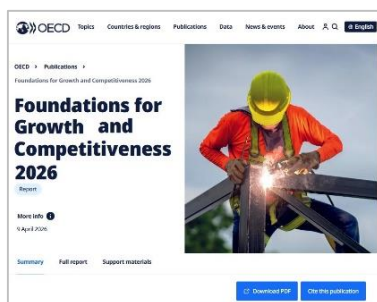 OECD Topics Countries & regions Publications Data News & events About English
OECD › Publications ›
Foundations for Growth and Competitiveness 2026
Foundations for
Growth and
Competitiveness
2026
Report
More info
9 April 2026
Summary Full report Support materials
Download PDF Cite this publication